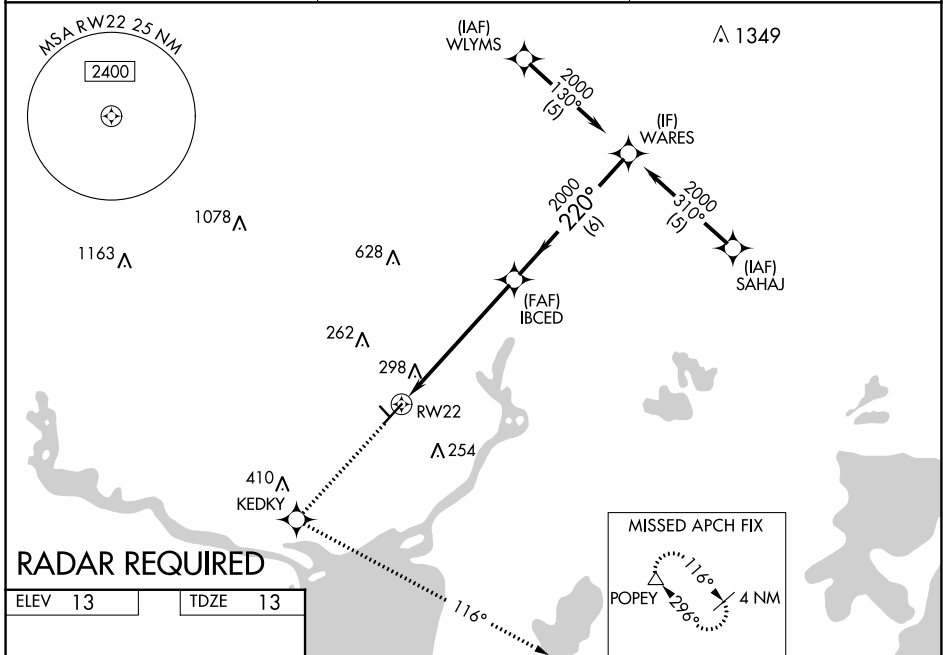 MSA RW22 25 NM
2400
(IAF)
WLYMS
1349
2000
130°
(5)
(IF)
WARES
2000
220°
(6)
2000
310°
(5)
(IAF)
SAHAJ
1078
1163
628
(FAF)
IBCED
262
298
RW22
254
410
KEDKY
116°
MISSED APCH FIX
POPEY
116°
296°
4 NM
RADAR REQUIRED
ELEV 13
TDZE 13